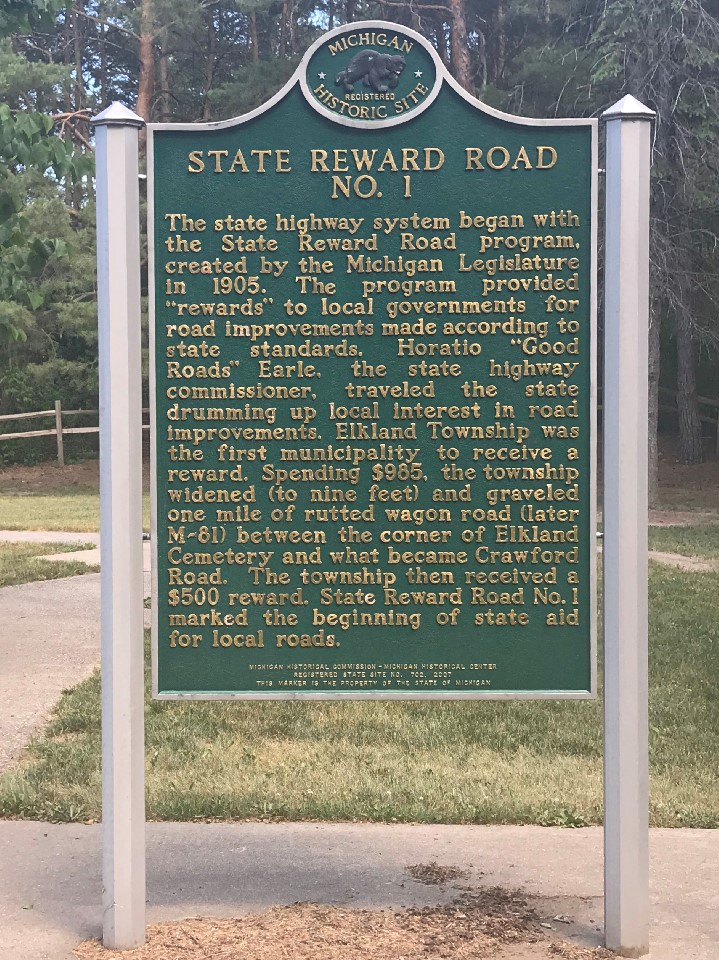 MICHIGAN
REGISTERED
HISTORIC SITE
STATE REWARD ROAD
NO. 1
The state highway system began with
the State Reward Road program,
created by the Michigan Legislature
in 1905. The program provided
"rewards" to local governments for
road improvements made according to
state standards. Horatio "Good
Roads" Earle, the state highway
commissioner, traveled the state
drumming up local interest in road
improvements. Elkland Township was
the first municipality to receive a
reward. Spending $985, the township
widened (to nine feet) and graveled
one mile of rutted wagon road (later
M-81) between the corner of Elkland
Cemetery and what became Crawford
Road. The township then received a
$500 reward. State Reward Road No. 1
marked the beginning of state aid
for local roads.
MICHIGAN HISTORICAL COMMISSION - MICHIGAN HISTORICAL CENTER
REGISTERED STATE SITE NO. 702, 2007
THIS MARKER IS THE PROPERTY OF THE STATE OF MICHIGAN